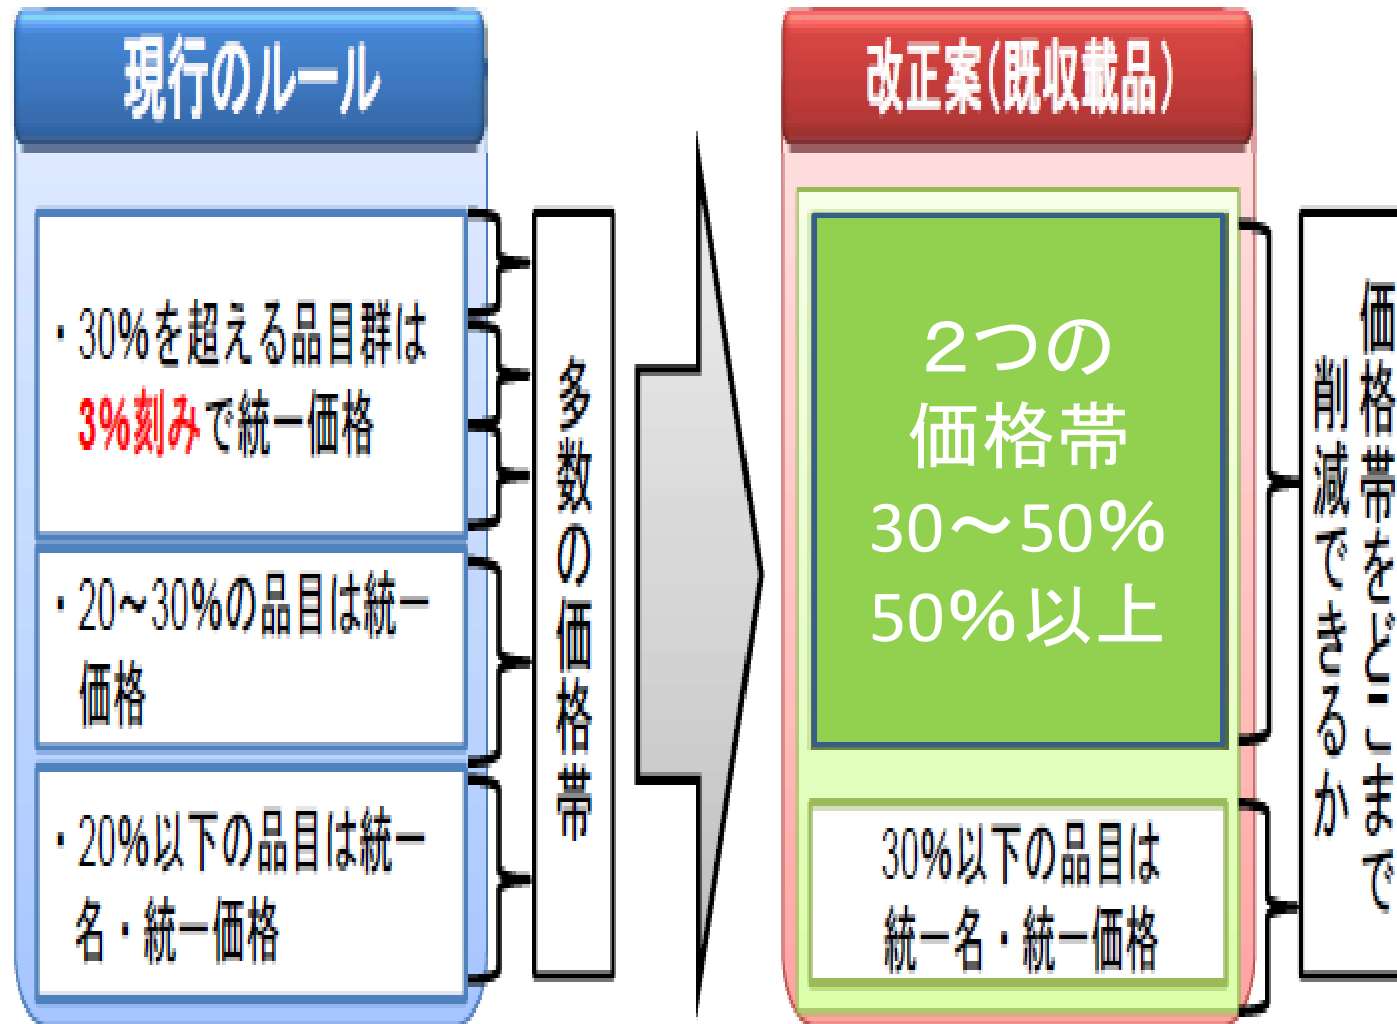 現行のルール
・30%を超える品目群は
3%刻みで統一価格
・20～30%の品目は統一
価格
・20%以下の品目は統一
名・統一価格
多数の価格帯
改正案(既収載品)
２つの
価格帯
30～50%
50%以上
30%以下の品目は
統一名・統一価格
価格帯をどこまで
削減できるか